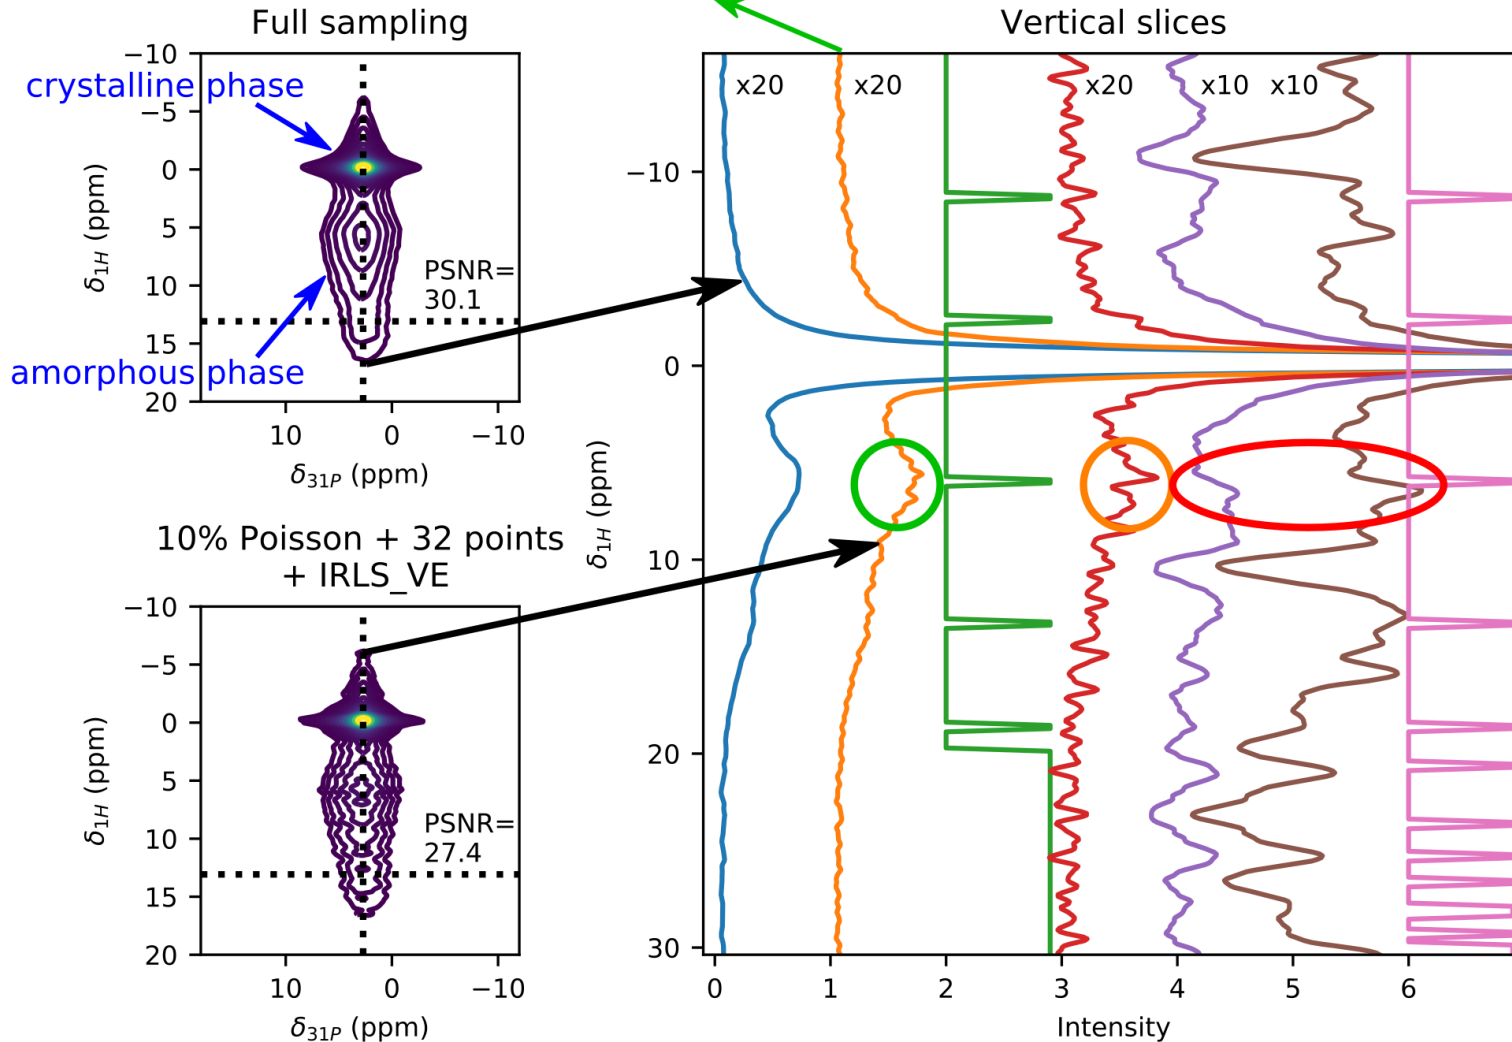 Full sampling
−10
crystalline phase
−5
0
5
10
15
20
δ1H (ppm)
PSNR=
30.1
amorphous phase
10 0 −10
δ31P (ppm)
10% Poisson + 32 points
+ IRLS_VE
−10
−5
0
5
10
15
20
δ1H (ppm)
PSNR=
27.4
10 0 −10
δ31P (ppm)
Vertical slices
x20 x20 x20 x10 x10
−10
0
10
20
30
δ1H (ppm)
0 1 2 3 4 5 6
Intensity